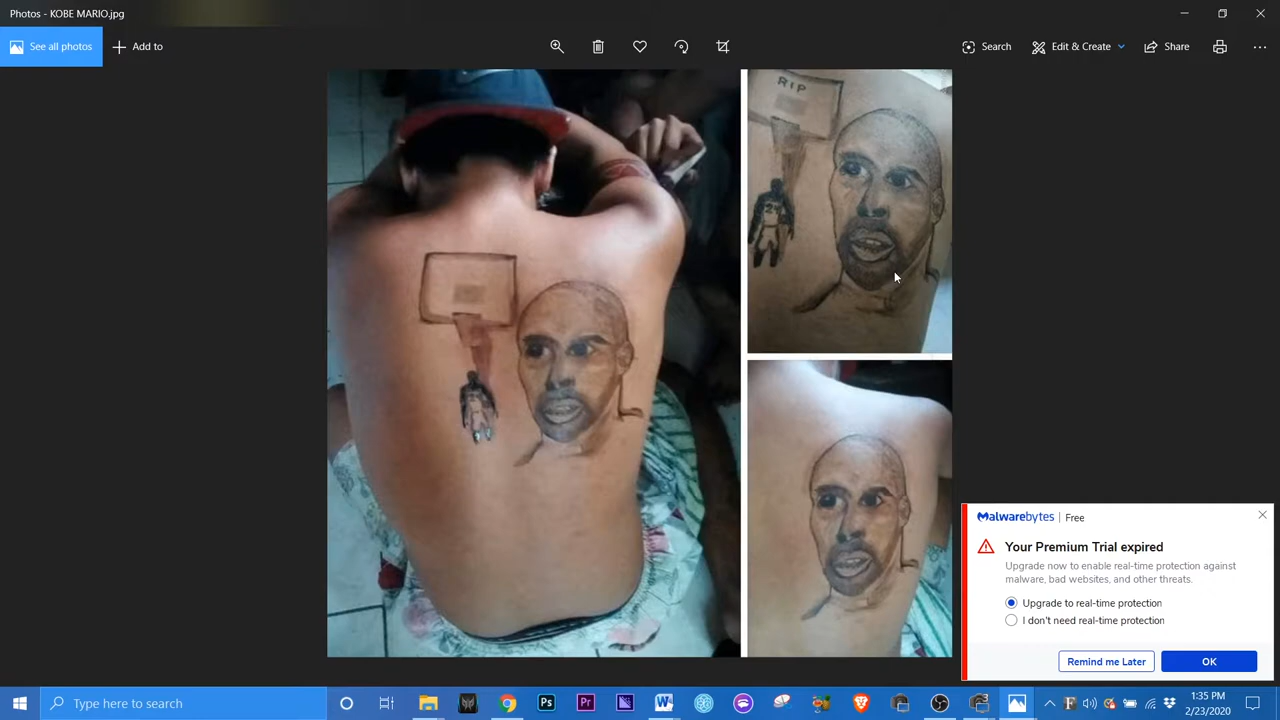 Photos - KOBE MARIO.jpg
See all photos
Add to
Search
Edit & Create
Share
RIP
24
Malwarebytes | Free
Your Premium Trial expired
Upgrade now to enable real-time protection against
malware, bad websites, and other threats.
Upgrade to real-time protection
I don't need real-time protection
Remind me Later
OK
Type here to search
Ps
Pr
W
1:35 PM
2/23/2020